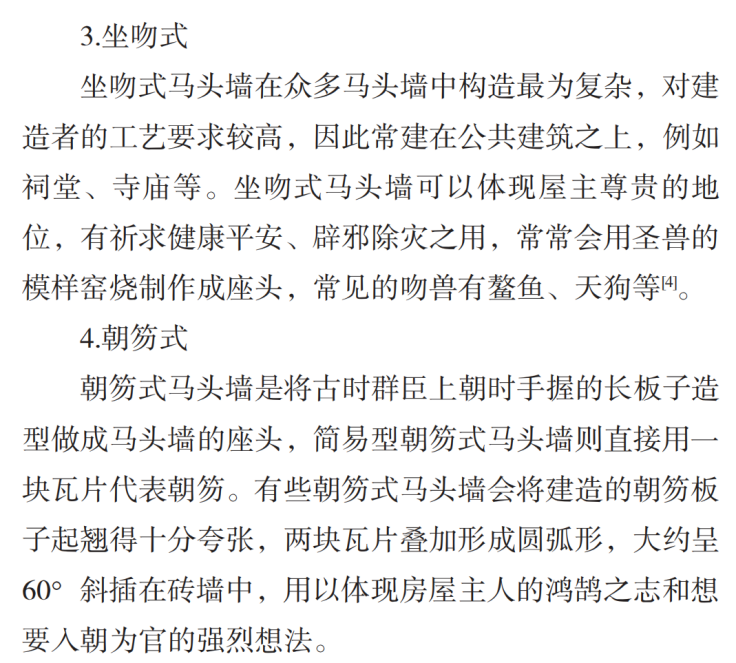 3.坐吻式
坐吻式马头墙在众多马头墙中构造最为复杂，对建
造者的工艺要求较高，因此常建在公共建筑之上，例如
祠堂、寺庙等。坐吻式马头墙可以体现屋主尊贵的地
位，有祈求健康平安、辟邪除灾之用，常常会用圣兽的
模样窑烧制作成座头，常见的吻兽有鳌鱼、天狗等[4]。
4.朝笏式
朝笏式马头墙是将古时群臣上朝时手握的长板子造
型做成马头墙的座头，简易型朝笏式马头墙则直接用一
块瓦片代表朝笏。有些朝笏式马头墙会将建造的朝笏板
子起翘得十分夸张，两块瓦片叠加形成圆弧形，大约呈
60° 斜插在砖墙中，用以体现房屋主人的鸿鹄之志和想
要入朝为官的强烈想法。